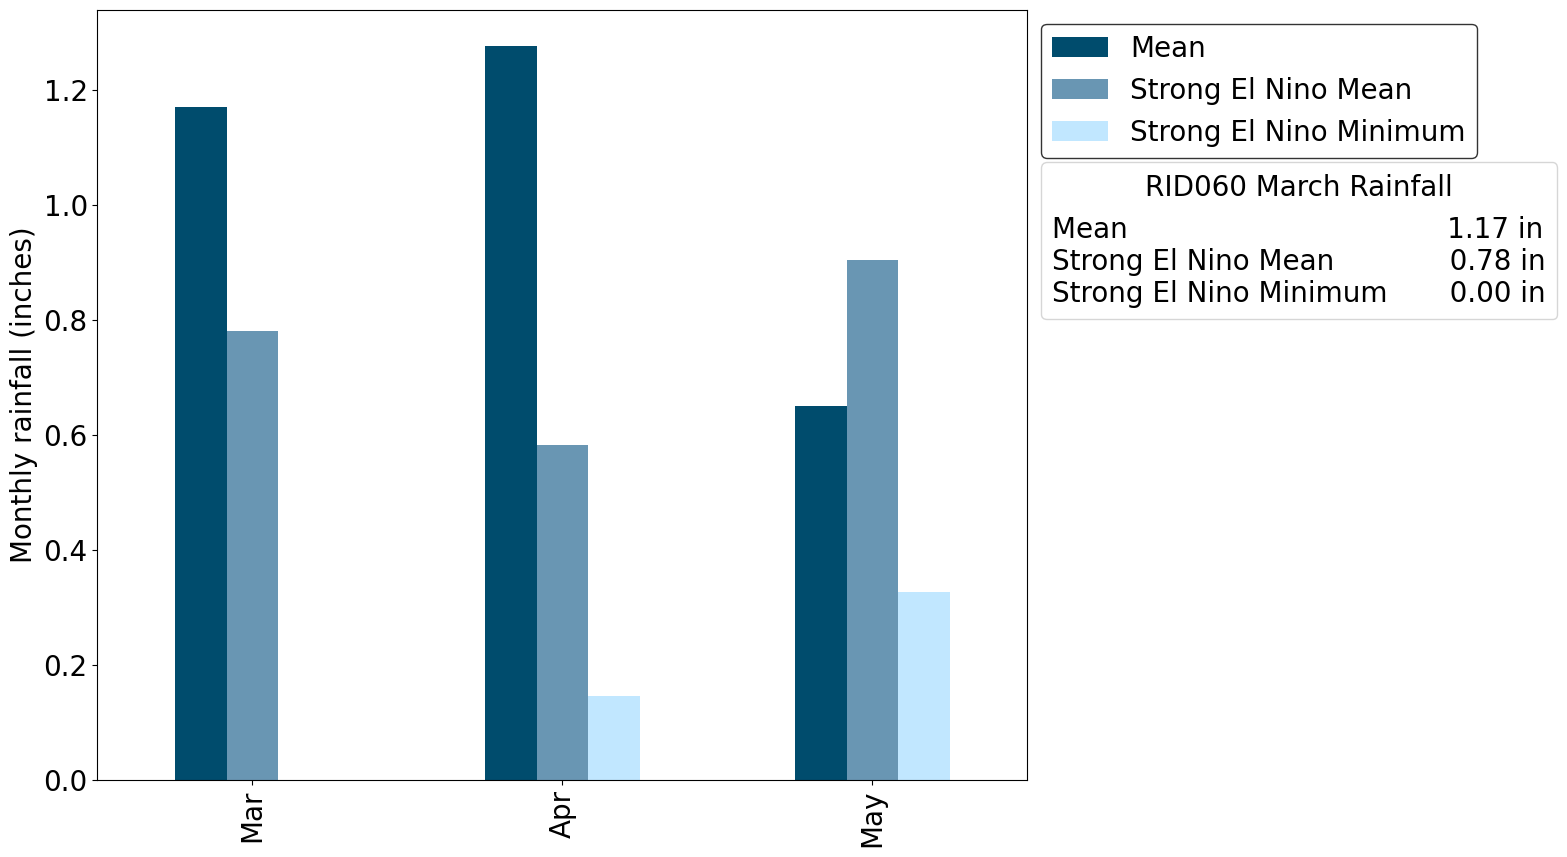 Monthly rainfall (inches)
1.2
1.0
0.8
0.6
0.4
0.2
0.0
Mar
Apr
May
Mean
Strong El Nino Mean
Strong El Nino Minimum
RID060 March Rainfall
Mean 1.17 in
Strong El Nino Mean 0.78 in
Strong El Nino Minimum 0.00 in